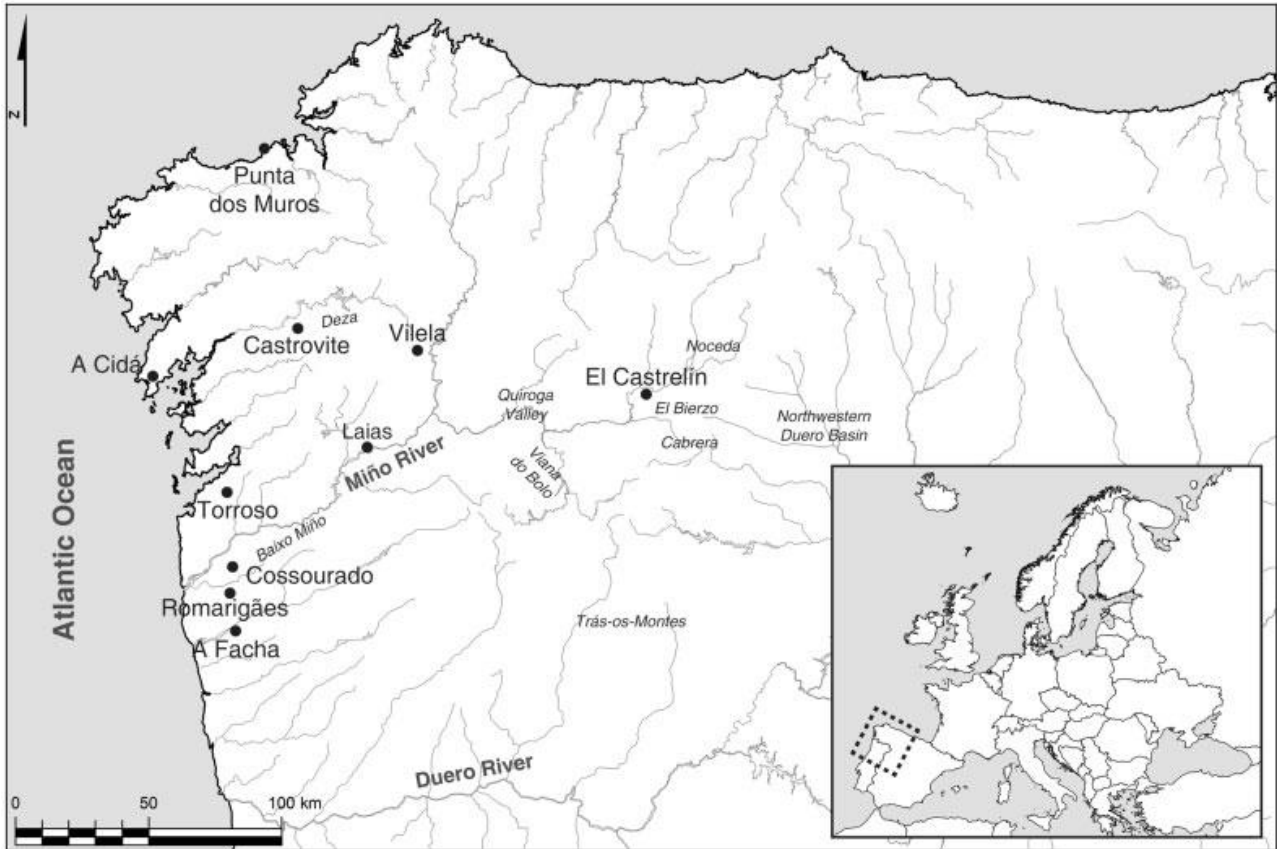 N
Punta
dos Muros
Deza
Castrovite
Vilela
A Cidá
Noceda
El Castrelín
Quiroga
Valley
El Bierzo
Northwestern
Duero Basin
Laias
Miño River
Cabrera
Viana
do Bolo
Torroso
Atlantic Ocean
Baixo Miño
Cossourado
Romarigães
Trás-os-Montes
A Facha
Duero River
0 50 100 km